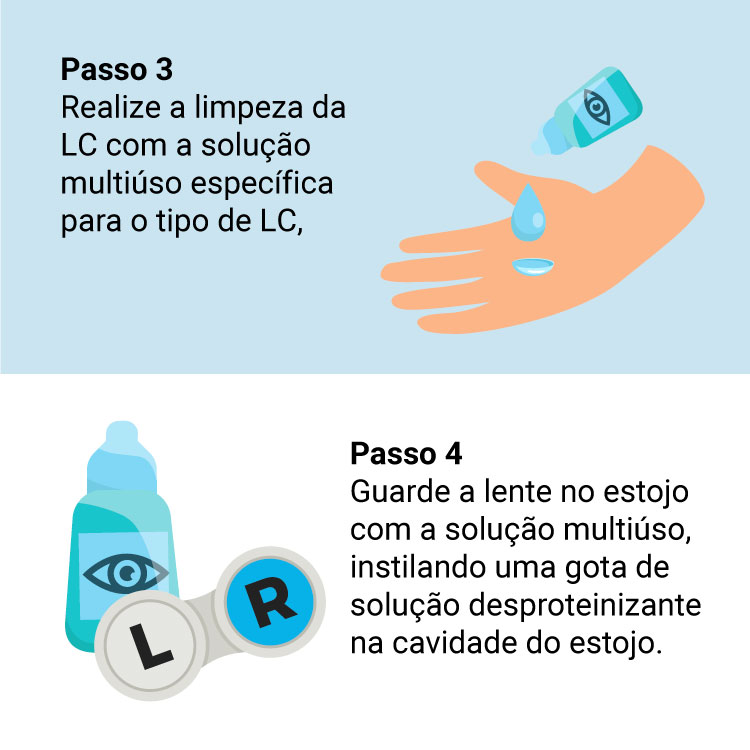 Passo 3
Realize a limpeza da
LC com a solução
multiúso específica
para o tipo de LC,
Passo 4
Guarde a lente no estojo
com a solução multiúso,
instilando uma gota de
solução desproteinizante
na cavidade do estojo.
L
R